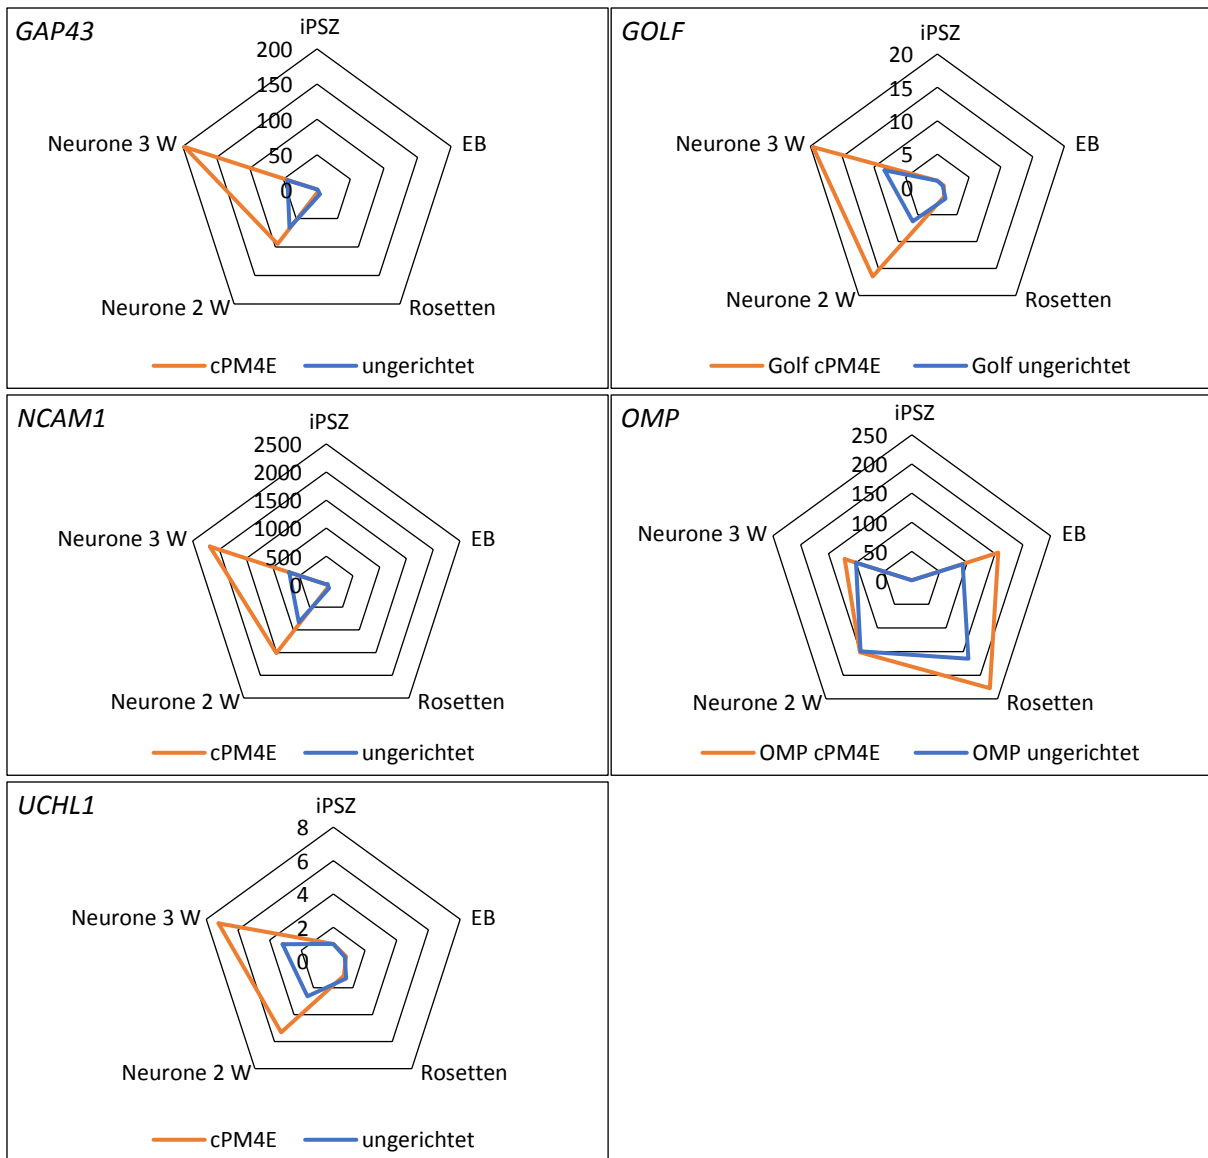 GAP43
iPSZ
200
150
100
50
0
Neurone 3 W
EB
Neurone 2 W
Rosetten
cPM4E
ungerichtet
GOLF
iPSZ
20
15
10
5
0
Neurone 3 W
EB
Neurone 2 W
Rosetten
Golf cPM4E
Golf ungerichtet
NCAM1
iPSZ
2500
2000
1500
1000
500
0
Neurone 3 W
EB
Neurone 2 W
Rosetten
cPM4E
ungerichtet
OMP
iPSZ
250
200
150
100
50
0
Neurone 3 W
EB
Neurone 2 W
Rosetten
OMP cPM4E
OMP ungerichtet
UCHL1
iPSZ
8
6
4
2
0
Neurone 3 W
EB
Neurone 2 W
Rosetten
cPM4E
ungerichtet